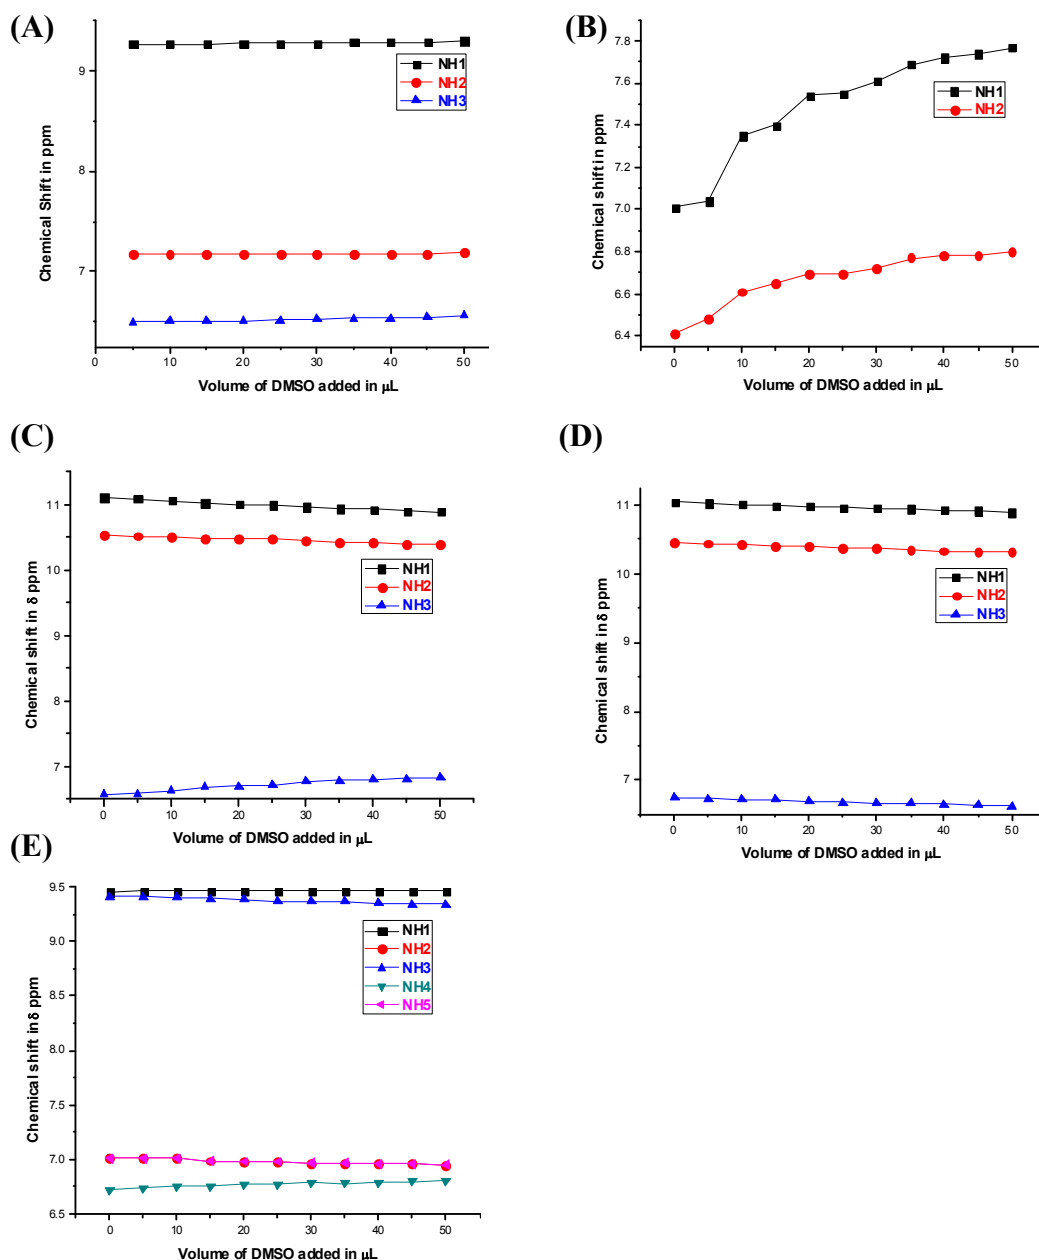 (A)
9
8
7
0
10
20
30
40
50
Chemical Shift in ppm
Volume of DMSO added in μL
NH1
NH2
NH3
(B)
7.8
7.6
7.4
7.2
7.0
6.8
6.6
6.4
0
10
20
30
40
50
Chemical shift in ppm
Volume of DMSO added in μL
NH1
NH2
(C)
11
10
9
8
7
0
10
20
30
40
50
Chemical shift in δ ppm
Volume of DMSO added in μL
NH1
NH2
NH3
(D)
11
10
9
8
7
0
10
20
30
40
50
Chemical shift in δ ppm
Volume of DMSO added in μL
NH1
NH2
NH3
(E)
9.5
9.0
8.5
8.0
7.5
7.0
6.5
0
10
20
30
40
50
Chemical shift in δ ppm
Volume of DMSO added in μL
NH1
NH2
NH3
NH4
NH5